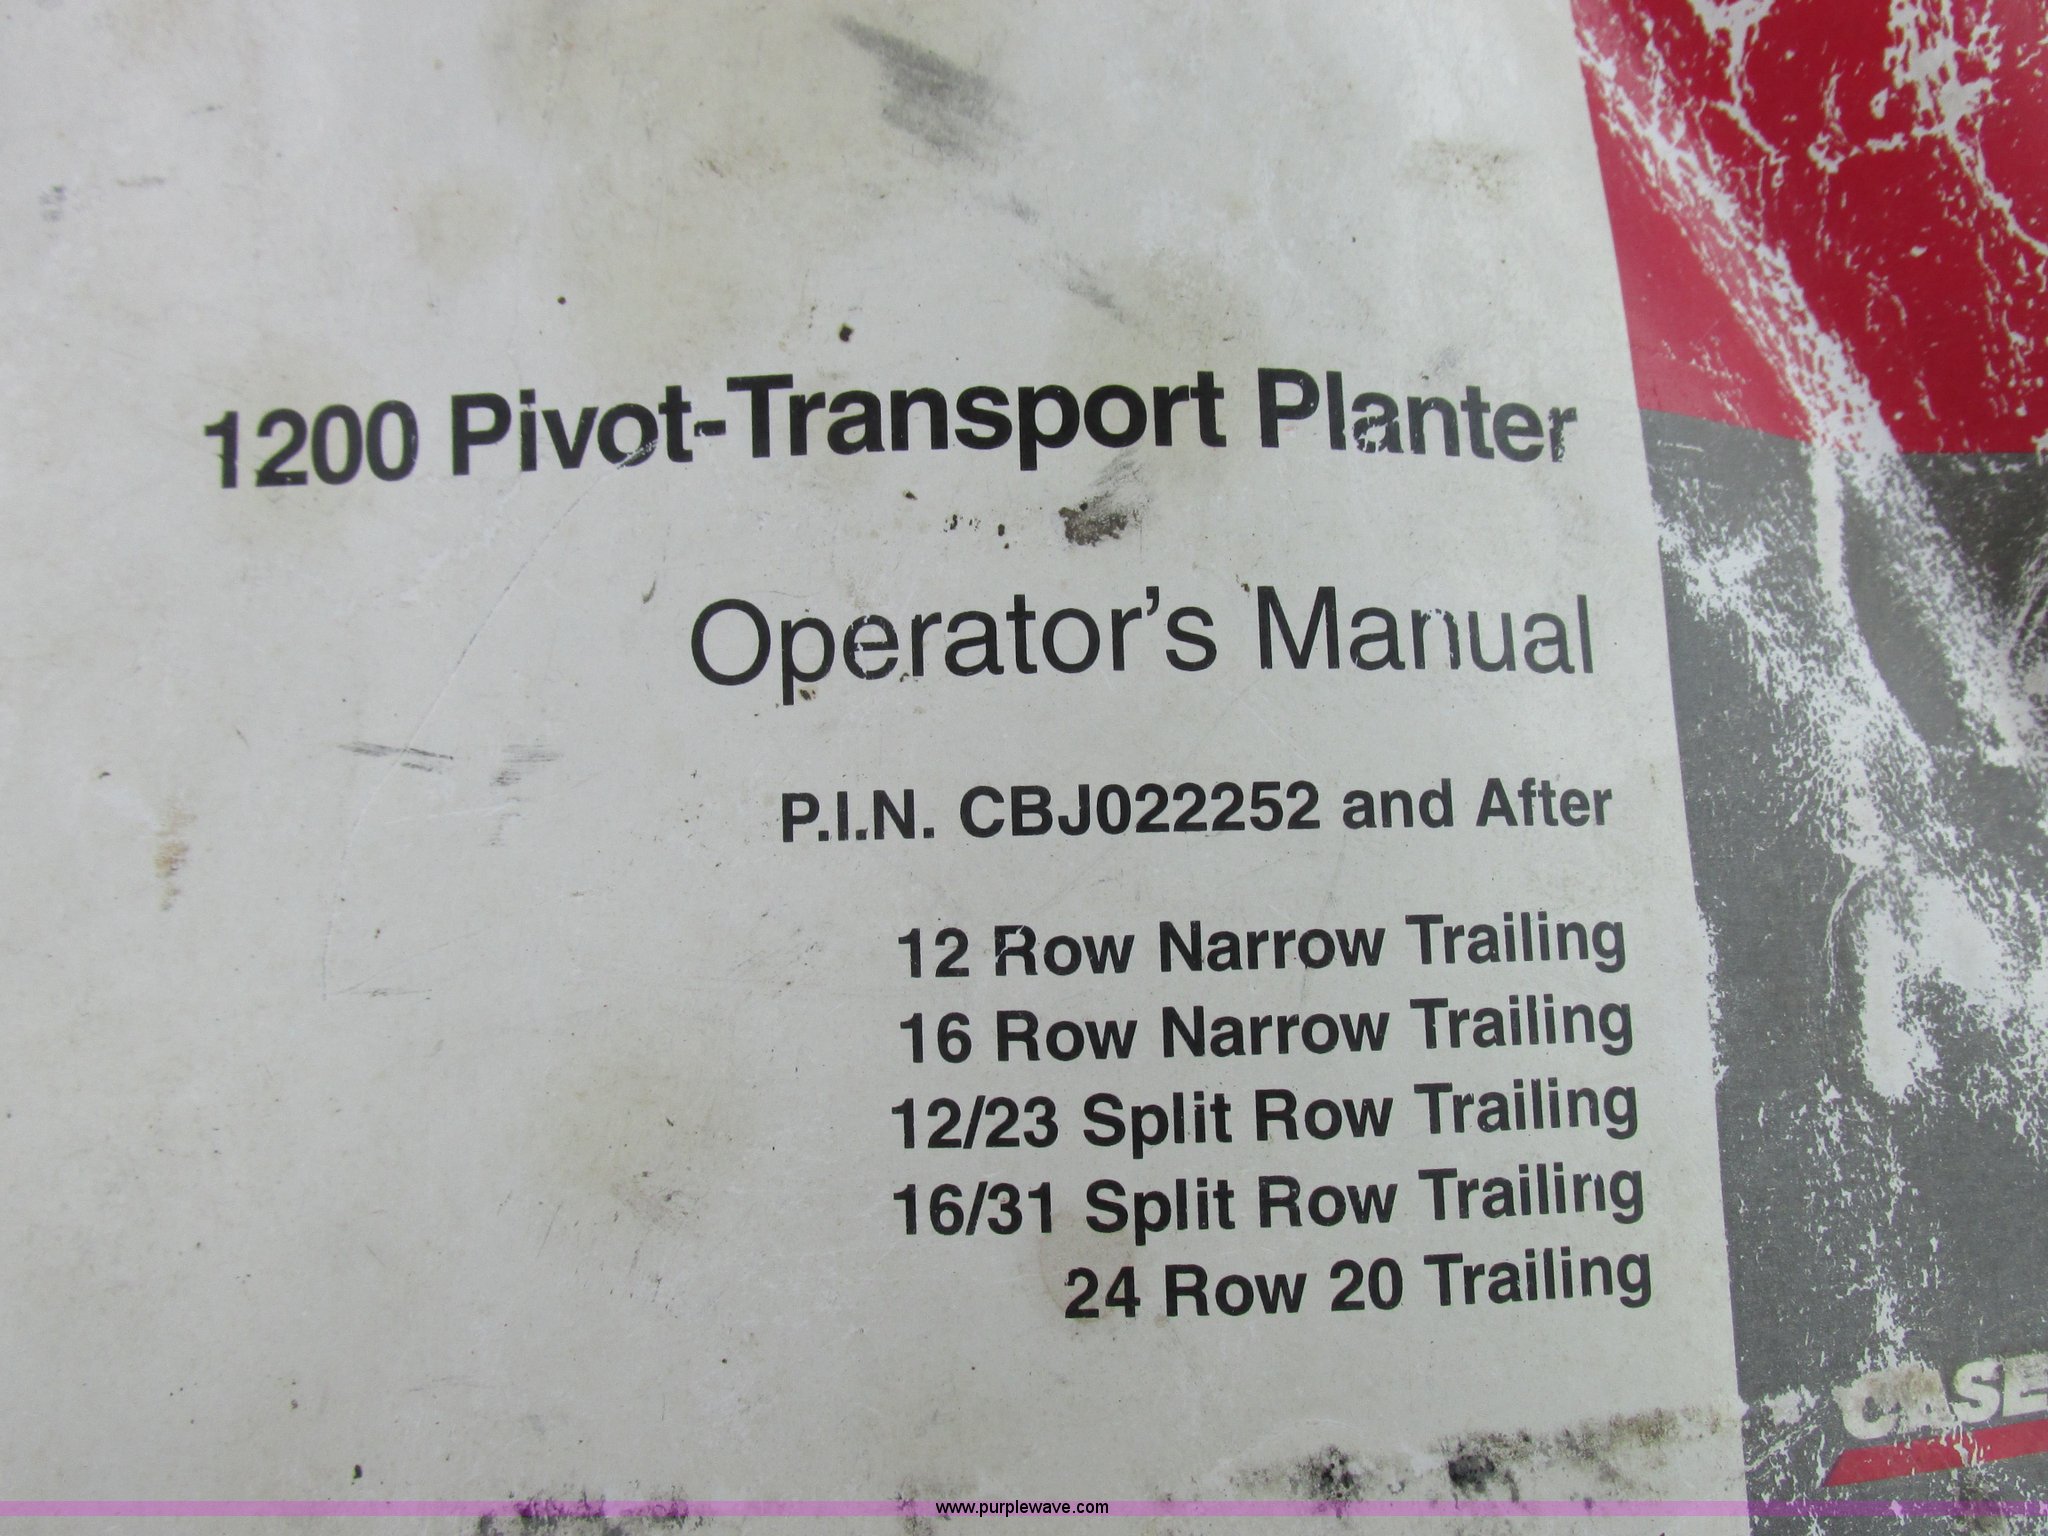 1200 Pivot-Transport Planter
Operator's Manual
P.I.N. CBJ022252 and After
12 Row Narrow Trailing
16 Row Narrow Trailing
12/23 Split Row Trailing
16/31 Split Row Trailing
24 Row 20 Trailing
CASE
www.purplewave.com